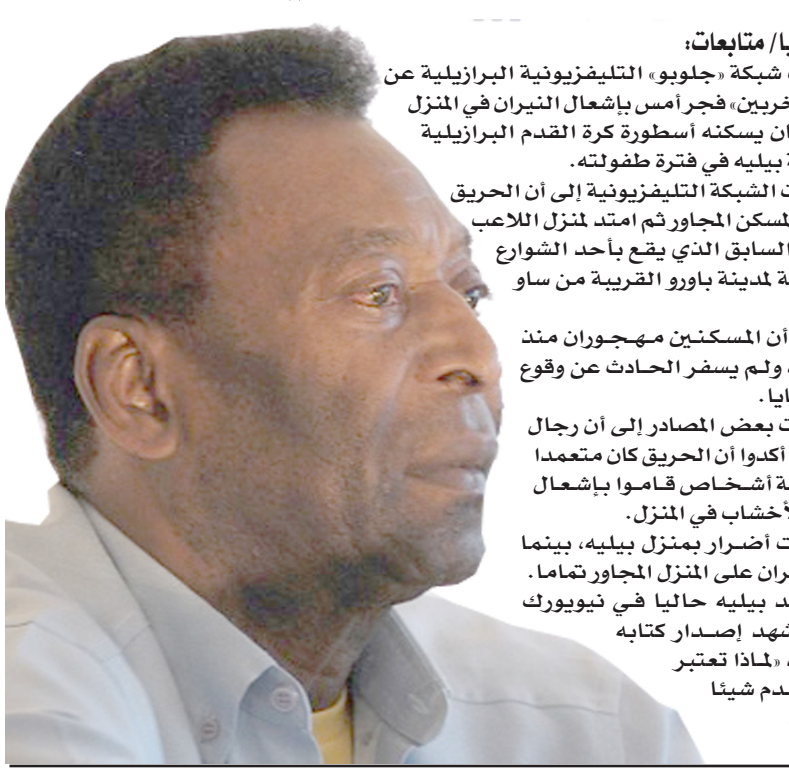 يا/ متابعات:
شبكة «جلوبو» التليفزيونية البرازيلية عن
خربين» فجر أمس بإشعال النيران في المنزل
ان يسكنه أسطورة كرة القدم البرازيلية
ة بيليه في فترة طفولته.
ت الشبكة التليفزيونية إلى أن الحريق
لمسكن المجاور ثم امتد لمنزل اللاعب
السابق الذي يقع بأحد الشوارع
ة لمدينة باورو القريبة من ساو
أن المسكنين مهجوران منذ
، ولم يسفر الحادث عن وقوع
ايا.
ت بعض المصادر إلى أن رجال
أكدوا أن الحريق كان متعمدا
ة أشخاص قاموا بإشعال
لأخشاب في المنزل.
ت أضرار بمنزل بيليه، بينما
ران على المنزل المجاور تماما.
د بيليه حاليا في نيويورك
شهد إصدار كتابه
، «لماذا تعتبر
دم شيئا